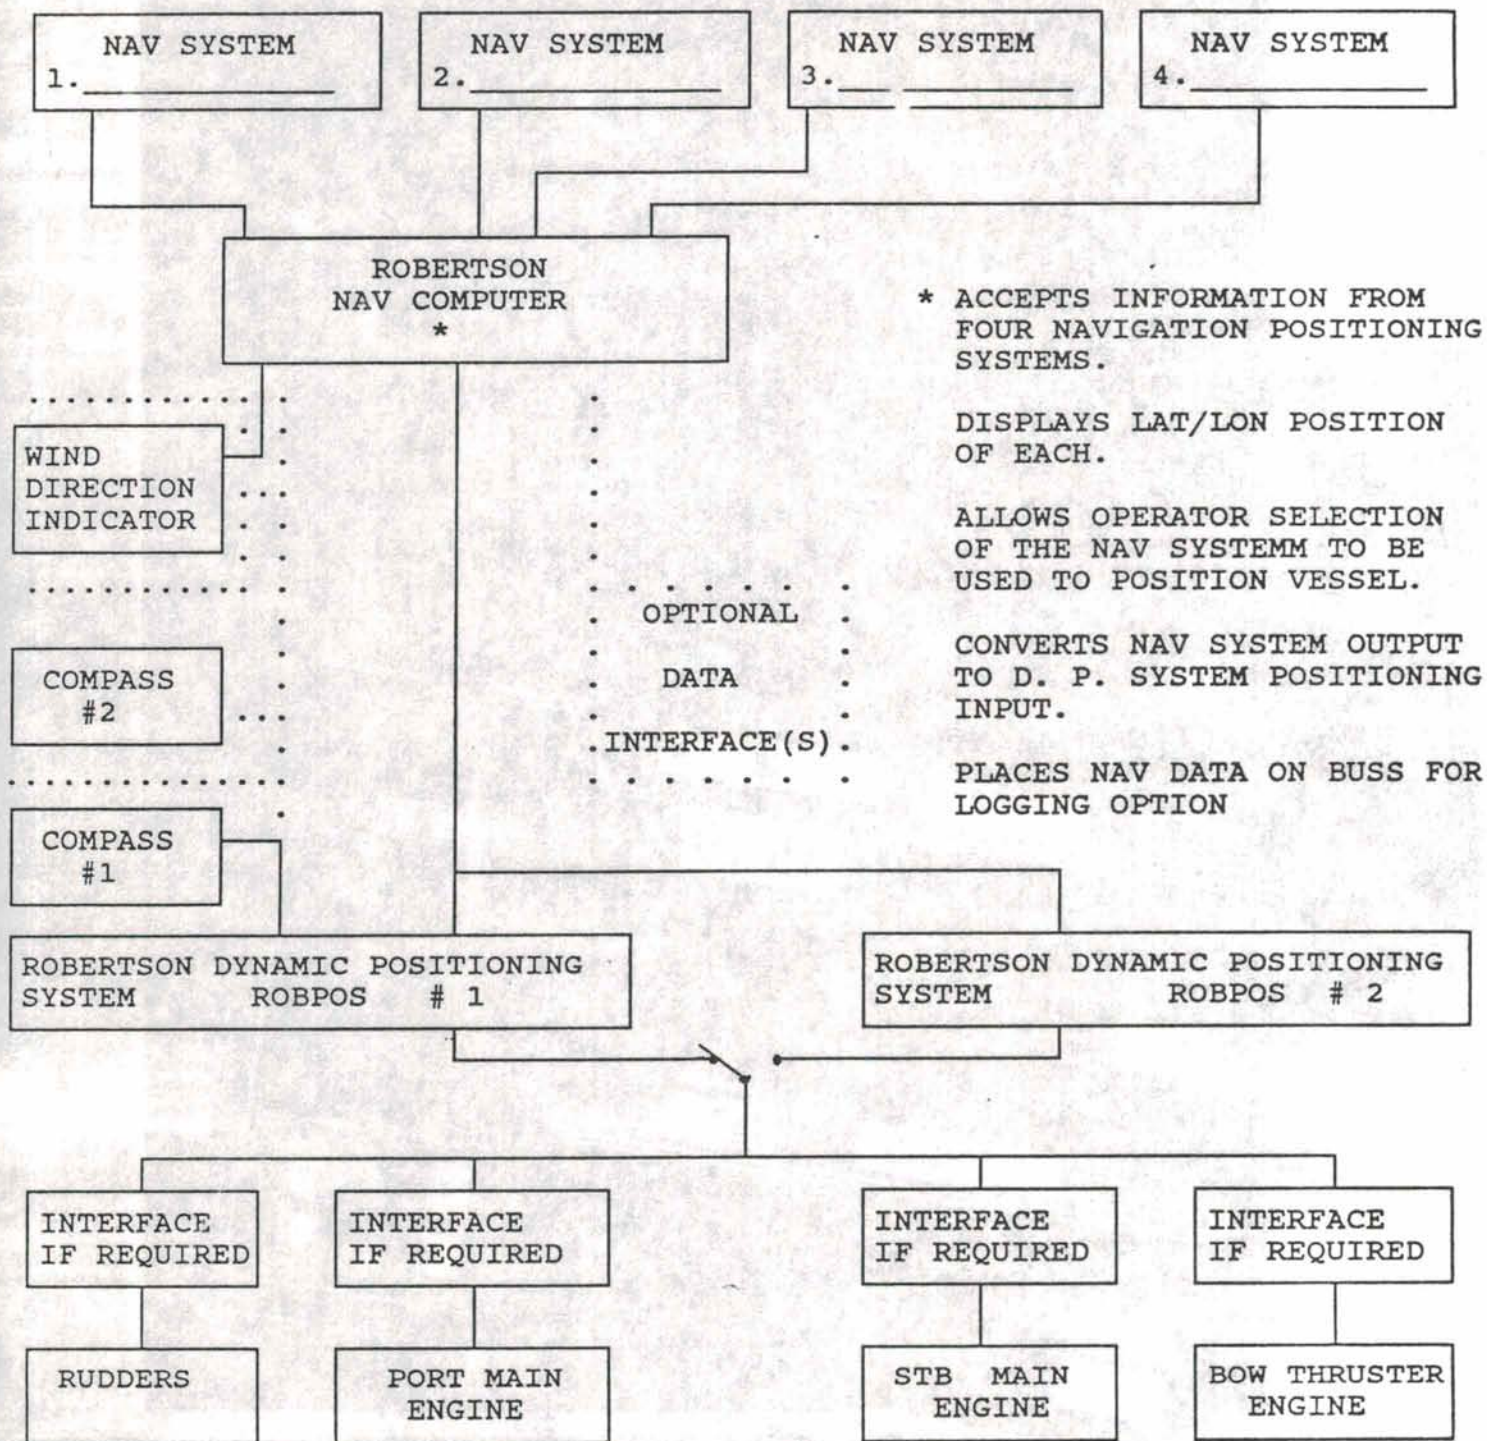 NAV SYSTEM
1.
NAV SYSTEM
2.
NAV SYSTEM
3.
NAV SYSTEM
4.
ROBERTSON
NAV COMPUTER
*
* ACCEPTS INFORMATION FROM
FOUR NAVIGATION POSITIONING
SYSTEMS.
DISPLAYS LAT/LON POSITION
OF EACH.
ALLOWS OPERATOR SELECTION
OF THE NAV SYSTEMM TO BE
USED TO POSITION VESSEL.
CONVERTS NAV SYSTEM OUTPUT
TO D. P. SYSTEM POSITIONING
INPUT.
PLACES NAV DATA ON BUSS FOR
LOGGING OPTION
WIND
DIRECTION
INDICATOR
OPTIONAL
DATA
INTERFACE(S)
COMPASS
#2
COMPASS
#1
ROBERTSON DYNAMIC POSITIONING
SYSTEM ROBPOS # 1
ROBERTSON DYNAMIC POSITIONING
SYSTEM ROBPOS # 2
INTERFACE
IF REQUIRED
INTERFACE
IF REQUIRED
INTERFACE
IF REQUIRED
INTERFACE
IF REQUIRED
RUDDERS
PORT MAIN
ENGINE
STB MAIN
ENGINE
BOW THRUSTER
ENGINE